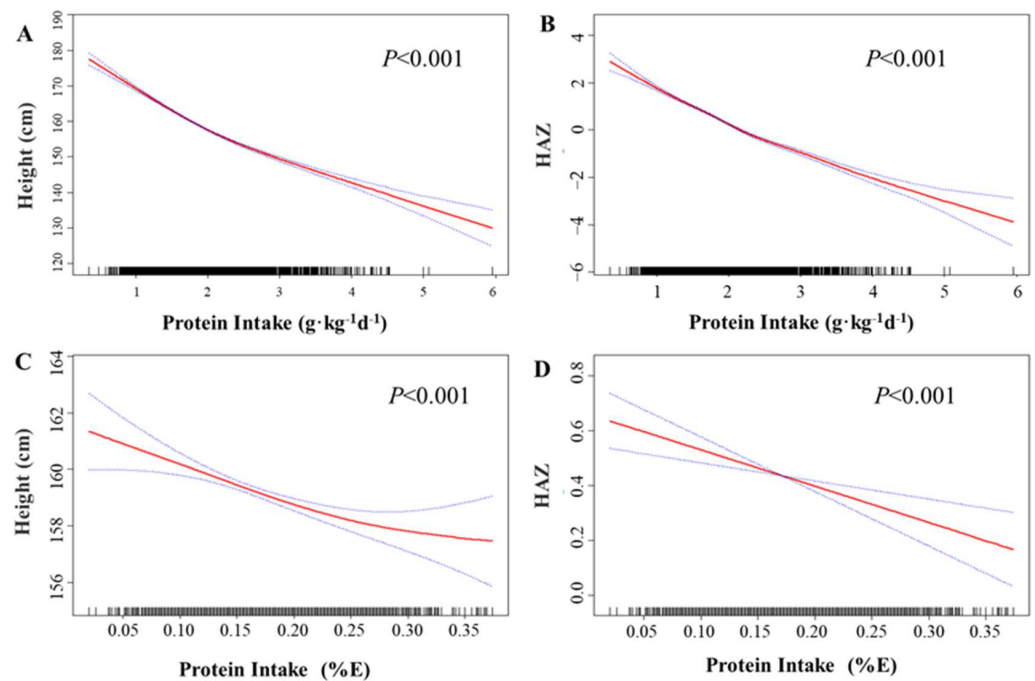 A
P<0.001
Height (cm)
190
180
170
160
150
140
130
120
1 2 3 4 5 6
Protein Intake (g·kg⁻¹d⁻¹)
B
P<0.001
HAZ
4
2
0
−2
−4
−6
1 2 3 4 5 6
Protein Intake (g·kg⁻¹d⁻¹)
C
P<0.001
Height (cm)
164
162
160
158
156
0.05 0.10 0.15 0.20 0.25 0.30 0.35
Protein Intake (%E)
D
P<0.001
HAZ
0.8
0.6
0.4
0.2
0.0
0.05 0.10 0.15 0.20 0.25 0.30 0.35
Protein Intake (%E)